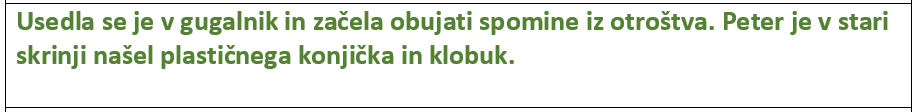 Usedla se je v gugalnik in začela obujati spomine iz otroštva. Peter je v stari
skrinji našel plastičnega konjička in klobuk.